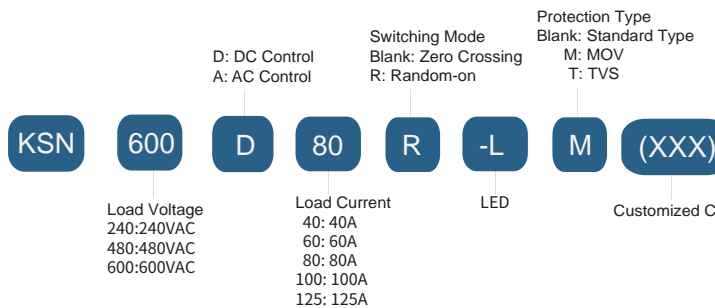 Protection Type
Blank: Standard Type
M: MOV
T: TVS
Switching Mode
Blank: Zero Crossing
R: Random-on
D: DC Control
A: AC Control
KSN 600 D 80 R -L M (XXX)
Load Voltage
240:240VAC
480:480VAC
600:600VAC
Load Current
40: 40A
60: 60A
80: 80A
100: 100A
125: 125A
LED
Customized C